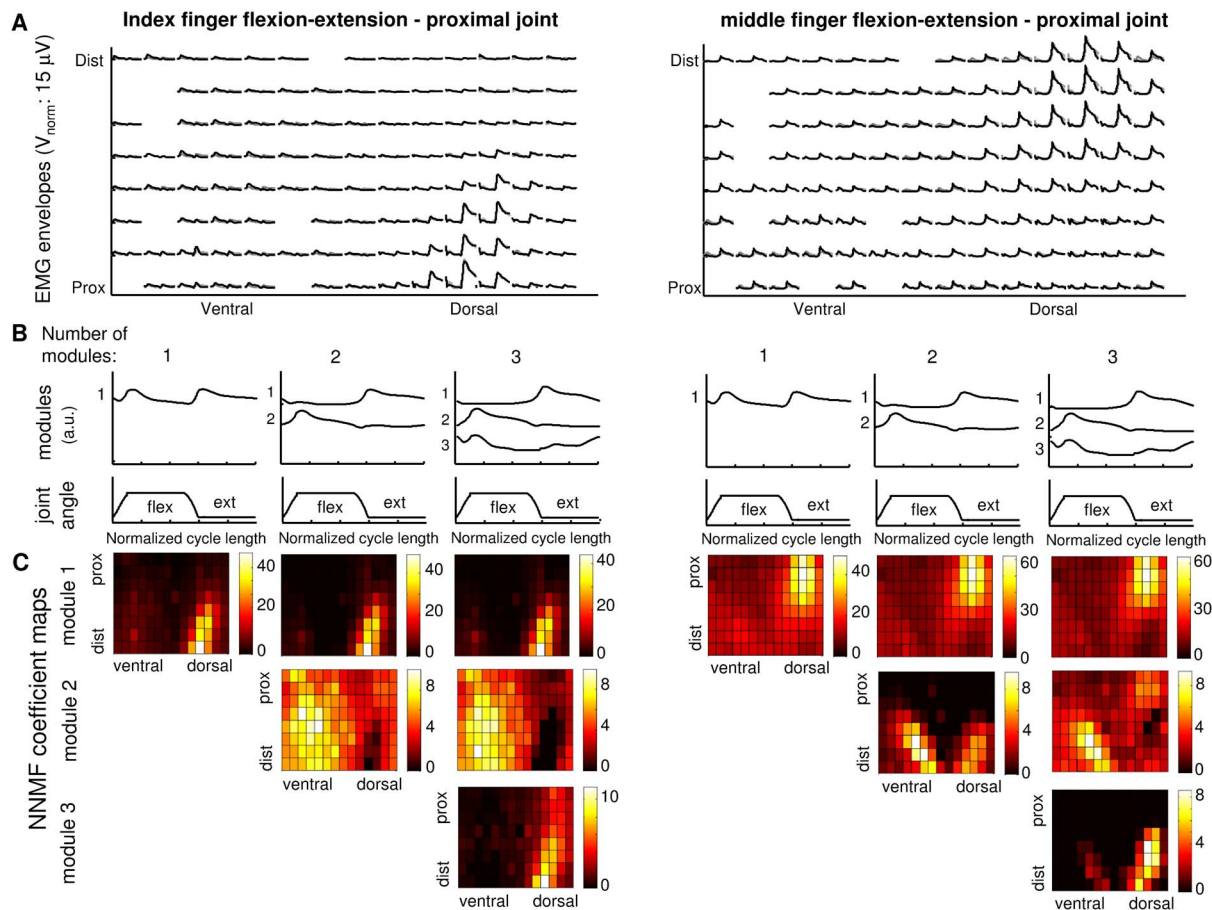 Index finger flexion-extension - proximal joint
middle finger flexion-extension - proximal joint
A
EMG envelopes (Vnorm: 15 µV)
Dist
Prox
Ventral
Dorsal
Dist
Prox
Ventral
Dorsal
B
Number of
modules:
1
2
3
1
2
3
modules
(a.u.)
1
1
2
1
2
3
1
1
2
1
2
3
joint
angle
flex
ext
flex
ext
flex
ext
flex
ext
flex
ext
flex
ext
Normalized cycle length
Normalized cycle length
Normalized cycle length
Normalized cycle length
C
NNMF coefficient maps
module 1
prox
dist
ventral
dorsal
40
20
0
40
20
0
40
20
0
prox
dist
ventral
dorsal
40
20
0
60
30
0
60
30
0
module 2
prox
dist
ventral
dorsal
8
4
0
8
4
0
prox
dist
ventral
dorsal
8
4
0
8
4
0
module 3
prox
dist
ventral
dorsal
10
5
0
prox
dist
ventral
dorsal
8
4
0